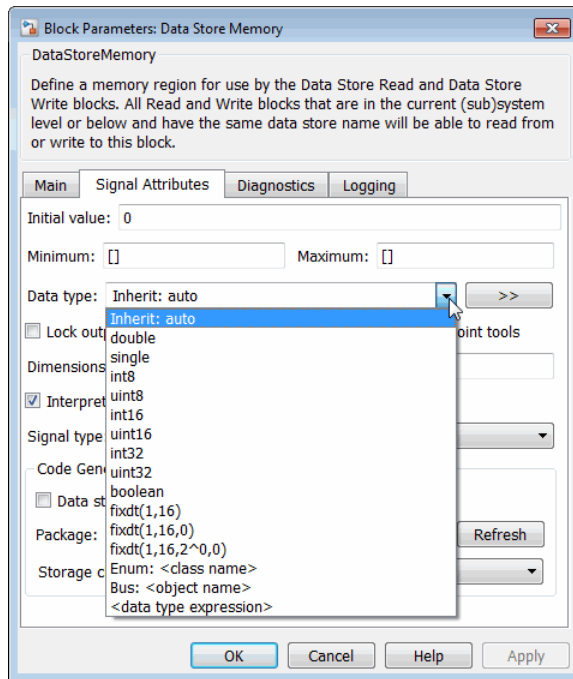 Block Parameters: Data Store Memory
DataStoreMemory
Define a memory region for use by the Data Store Read and Data Store
Write blocks. All Read and Write blocks that are in the current (sub)system
level or below and have the same data store name will be able to read from
or write to this block.
Main Signal Attributes Diagnostics Logging
Initial value: 0
Minimum: [] Maximum: []
Data type: Inherit: auto >>
Inherit: auto
Lock out double oint tools
single
Dimensions int8
uint8
Interpret int16
uint16
Signal type int32
Code Gen uint32
boolean
Data st fixdt(1,16)
Package: fixdt(1,16,0) Refresh
fixdt(1,16,2^0,0)
Storage c Enum: <class name>
Bus: <object name>
<data type expression>
OK Cancel Help Apply